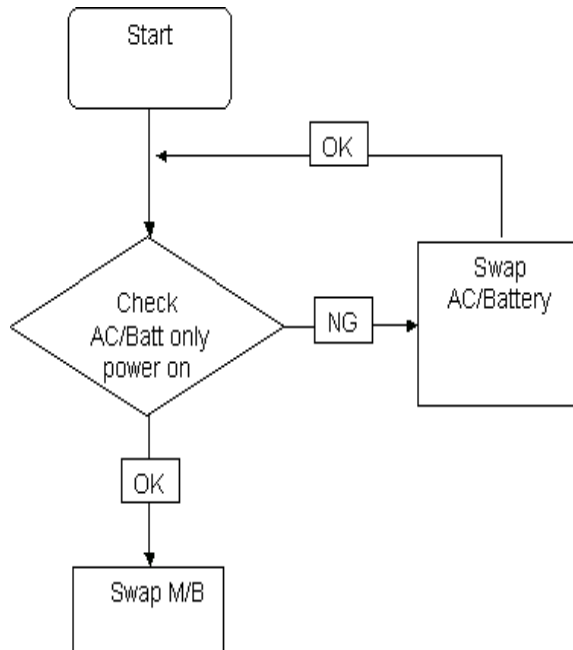 Start
OK
Swap
AC/Battery
Check
AC/Batt only
power on
NG
OK
Swap M/B